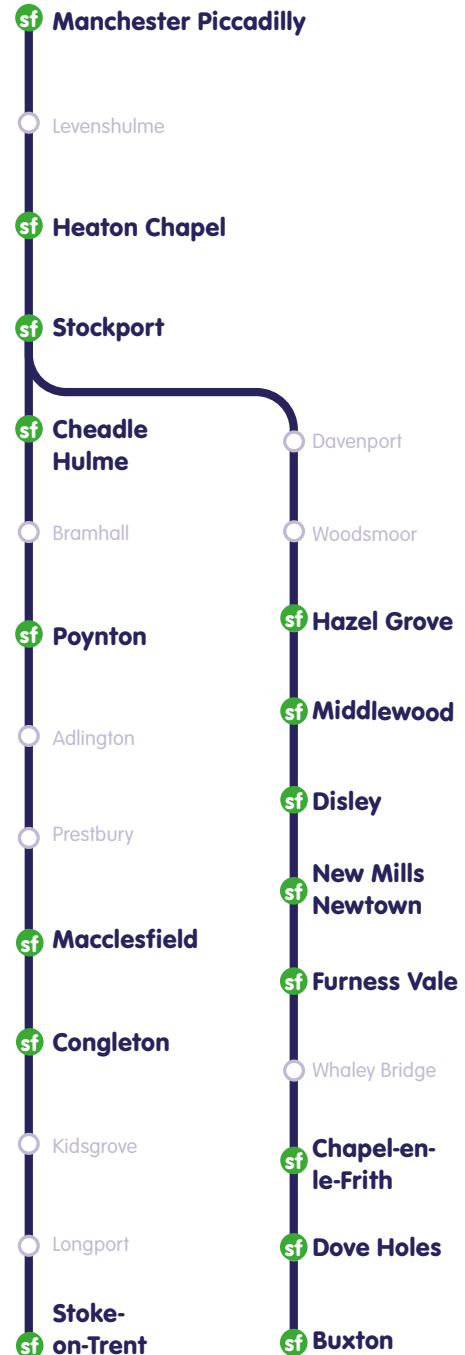 sf Manchester Piccadilly
Levenshulme
sf Heaton Chapel
sf Stockport
sf Cheadle
Hulme
Bramhall
sf Poynton
Adlington
Prestbury
sf Macclesfield
sf Congleton
Kidsgrove
Longport
Stoke-
sf on-Trent
Davenport
Woodsmoor
sf Hazel Grove
sf Middlewood
sf Disley
New Mills
sf Newtown
sf Furness Vale
Whaley Bridge
sf Chapel-en-
le-Frith
sf Dove Holes
sf Buxton